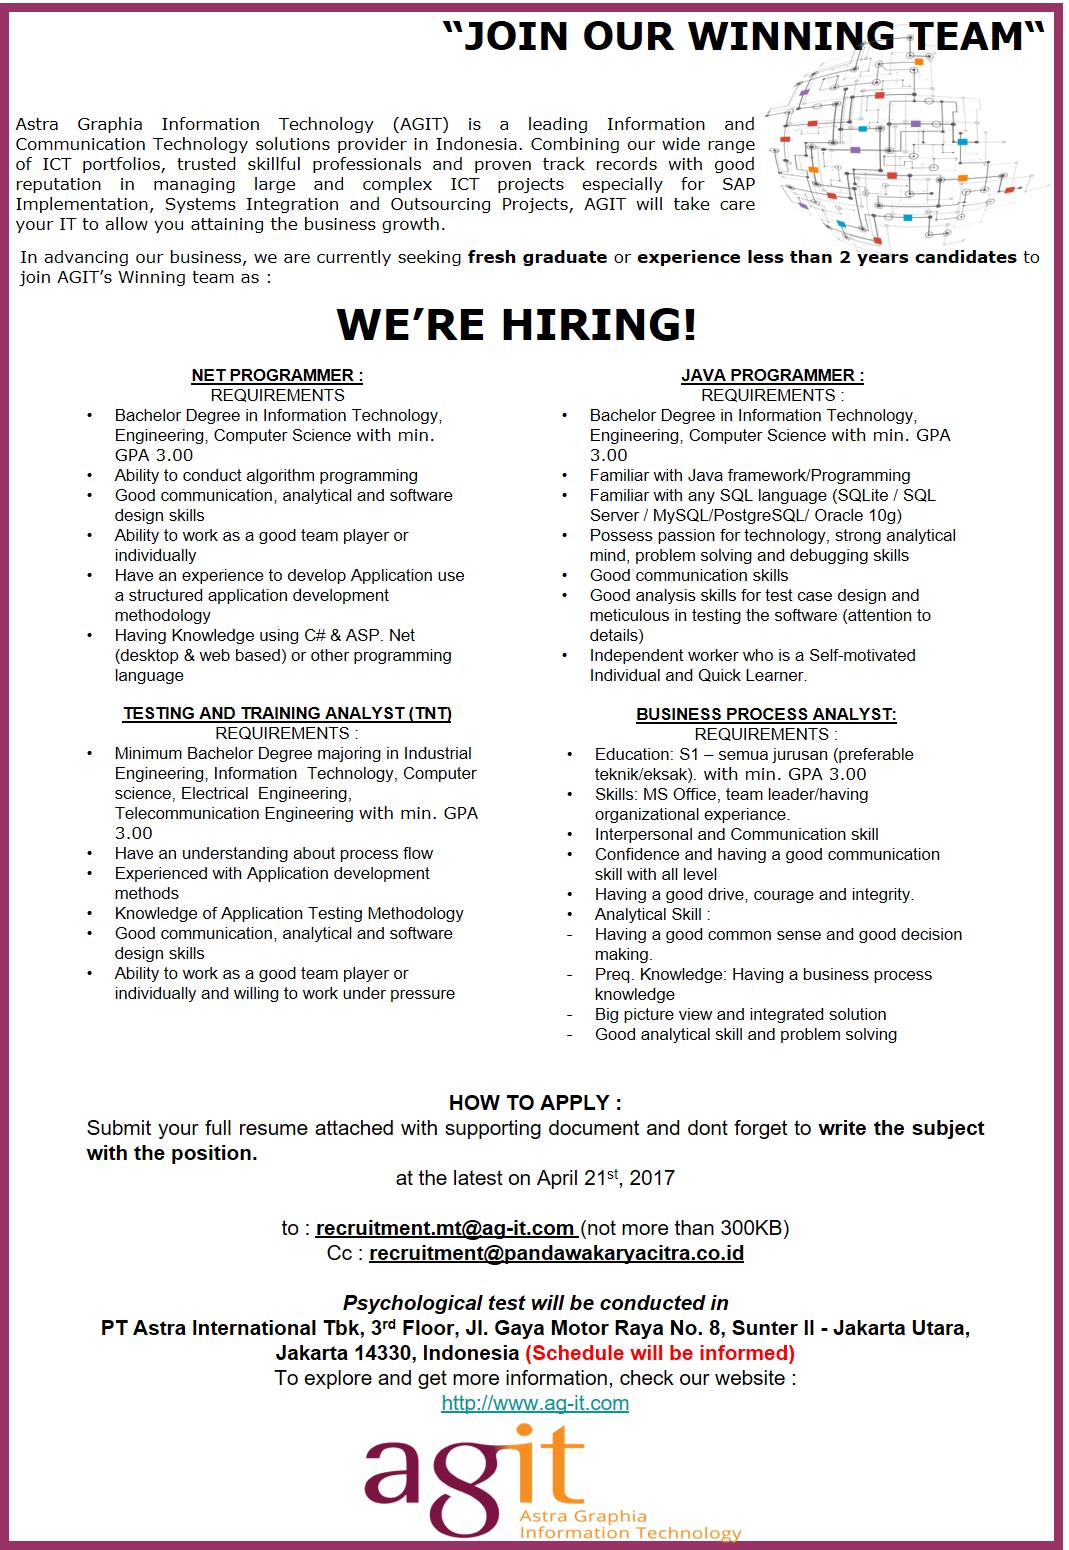 “JOIN OUR WINNING TEAM“
Astra Graphia Information Technology (AGIT) is a leading Information and
Communication Technology solutions provider in Indonesia. Combining our wide range
of ICT portfolios, trusted skillful professionals and proven track records with good
reputation in managing large and complex ICT projects especially for SAP
Implementation, Systems Integration and Outsourcing Projects, AGIT will take care
your IT to allow you attaining the business growth.
In advancing our business, we are currently seeking fresh graduate or experience less than 2 years candidates to
join AGIT’s Winning team as :
WE’RE HIRING!
NET PROGRAMMER :
REQUIREMENTS
• Bachelor Degree in Information Technology,
Engineering, Computer Science with min.
GPA 3.00
• Ability to conduct algorithm programming
• Good communication, analytical and software
design skills
• Ability to work as a good team player or
individually
• Have an experience to develop Application use
a structured application development
methodology
• Having Knowledge using C# & ASP. Net
(desktop & web based) or other programming
language
JAVA PROGRAMMER :
REQUIREMENTS :
• Bachelor Degree in Information Technology,
Engineering, Computer Science with min. GPA
3.00
• Familiar with Java framework/Programming
• Familiar with any SQL language (SQLite / SQL
Server / MySQL/PostgreSQL/ Oracle 10g)
• Possess passion for technology, strong analytical
mind, problem solving and debugging skills
• Good communication skills
• Good analysis skills for test case design and
meticulous in testing the software (attention to
details)
• Independent worker who is a Self-motivated
Individual and Quick Learner.
TESTING AND TRAINING ANALYST (TNT)
REQUIREMENTS :
• Minimum Bachelor Degree majoring in Industrial
Engineering, Information Technology, Computer
science, Electrical Engineering,
Telecommunication Engineering with min. GPA
3.00
• Have an understanding about process flow
• Experienced with Application development
methods
• Knowledge of Application Testing Methodology
• Good communication, analytical and software
design skills
• Ability to work as a good team player or
individually and willing to work under pressure
BUSINESS PROCESS ANALYST:
REQUIREMENTS :
• Education: S1 – semua jurusan (preferable
teknik/eksak). with min. GPA 3.00
• Skills: MS Office, team leader/having
organizational experiance.
• Interpersonal and Communication skill
• Confidence and having a good communication
skill with all level
• Having a good drive, courage and integrity.
• Analytical Skill :
- Having a good common sense and good decision
making.
- Preq. Knowledge: Having a business process
knowledge
- Big picture view and integrated solution
- Good analytical skill and problem solving
HOW TO APPLY :
Submit your full resume attached with supporting document and dont forget to write the subject
with the position.
at the latest on April 21st, 2017
to : recruitment.mt@ag-it.com (not more than 300KB)
Cc : recruitment@pandawakaryacitra.co.id
Psychological test will be conducted in
PT Astra International Tbk, 3rd Floor, Jl. Gaya Motor Raya No. 8, Sunter II - Jakarta Utara,
Jakarta 14330, Indonesia (Schedule will be informed)
To explore and get more information, check our website :
http://www.ag-it.com
agit
Astra Graphia
Information Technology